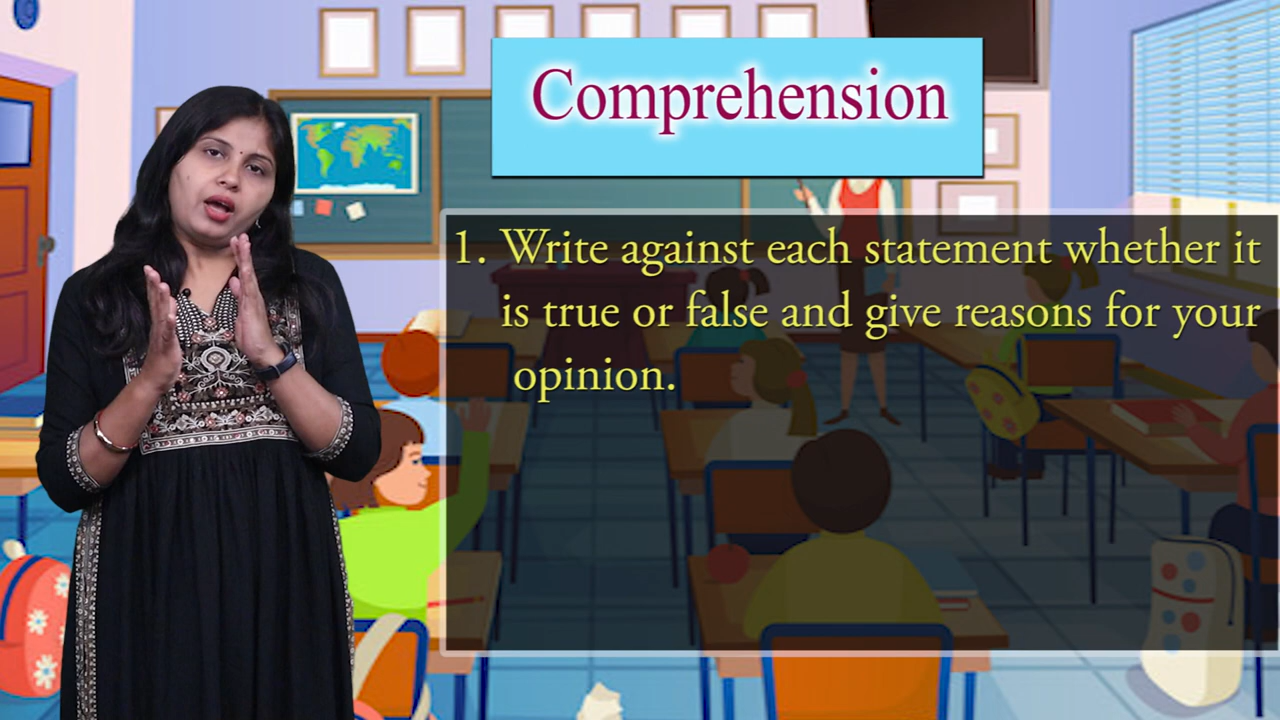 Comprehension
1. Write against each statement whether it
is true or false and give reasons for your
opinion.